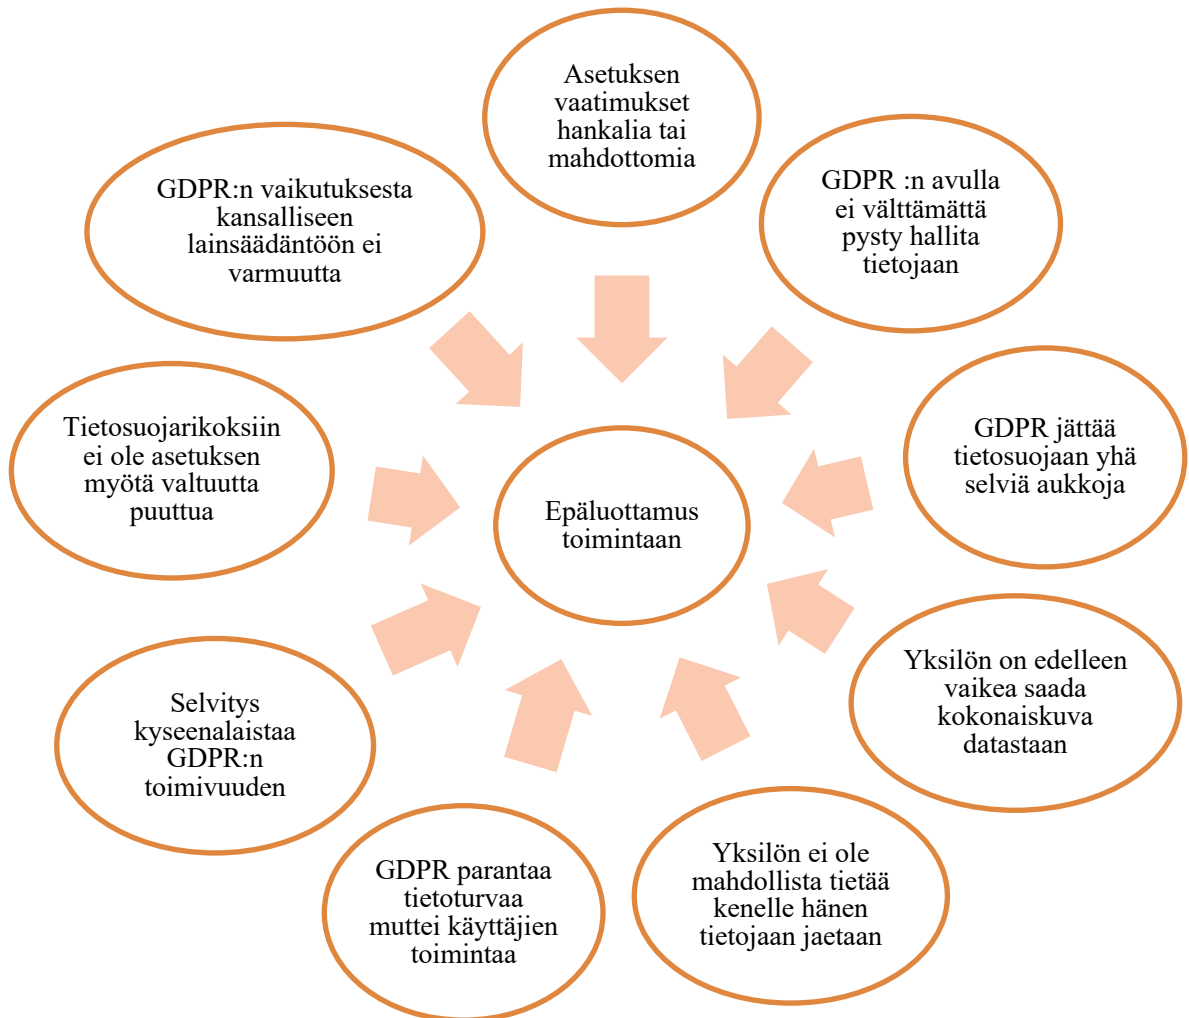 Asetuksen
vaatimukset
hankalia tai
mahdottomia
GDPR :n avulla
ei välttämättä
pysty hallita
tietojaan
GDPR jättää
tietosuojaan yhä
selviä aukkoja
Yksilön on edelleen
vaikea saada
kokonaiskuva
datastaan
Yksilön ei ole
mahdollista tietää
kenelle hänen
tietojaan jaetaan
GDPR parantaa
tietoturvaa
muttei käyttäjien
toimintaa
Selvitys
kyseenalaistaa
GDPR:n
toimivuuden
Tietosuojarikoksiin
ei ole asetuksen
myötä valtuutta
puuttua
GDPR:n vaikutuksesta
kansalliseen
lainsäädäntöön ei
varmuutta
Epäluottamus
toimintaan